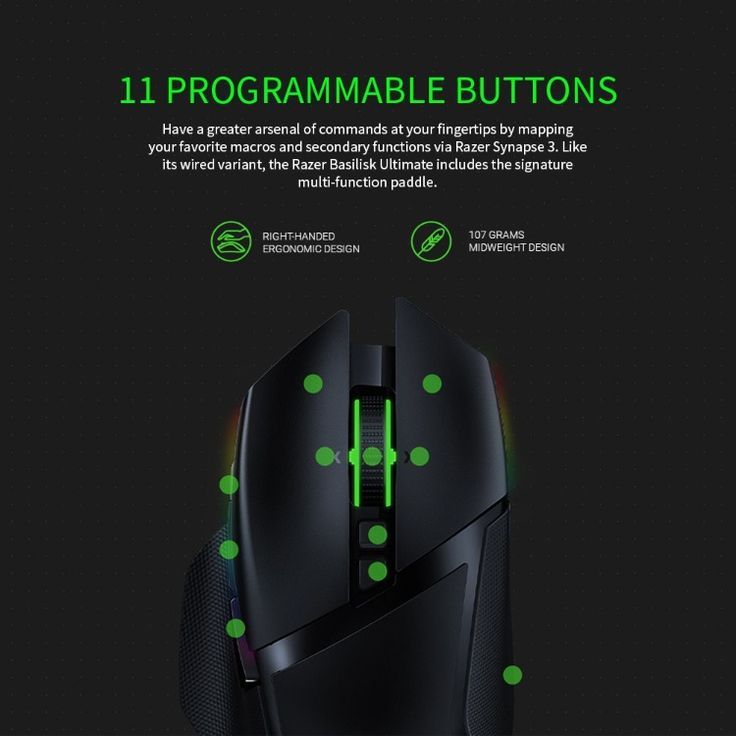 11 PROGRAMMABLE BUTTONS
Have a greater arsenal of commands at your fingertips by mapping
your favorite macros and secondary functions via Razer Synapse 3. Like
its wired variant, the Razer Basilisk Ultimate includes the signature
multi-function paddle.
RIGHT-HANDED
ERGONOMIC DESIGN
107 GRAMS
MIDWEIGHT DESIGN